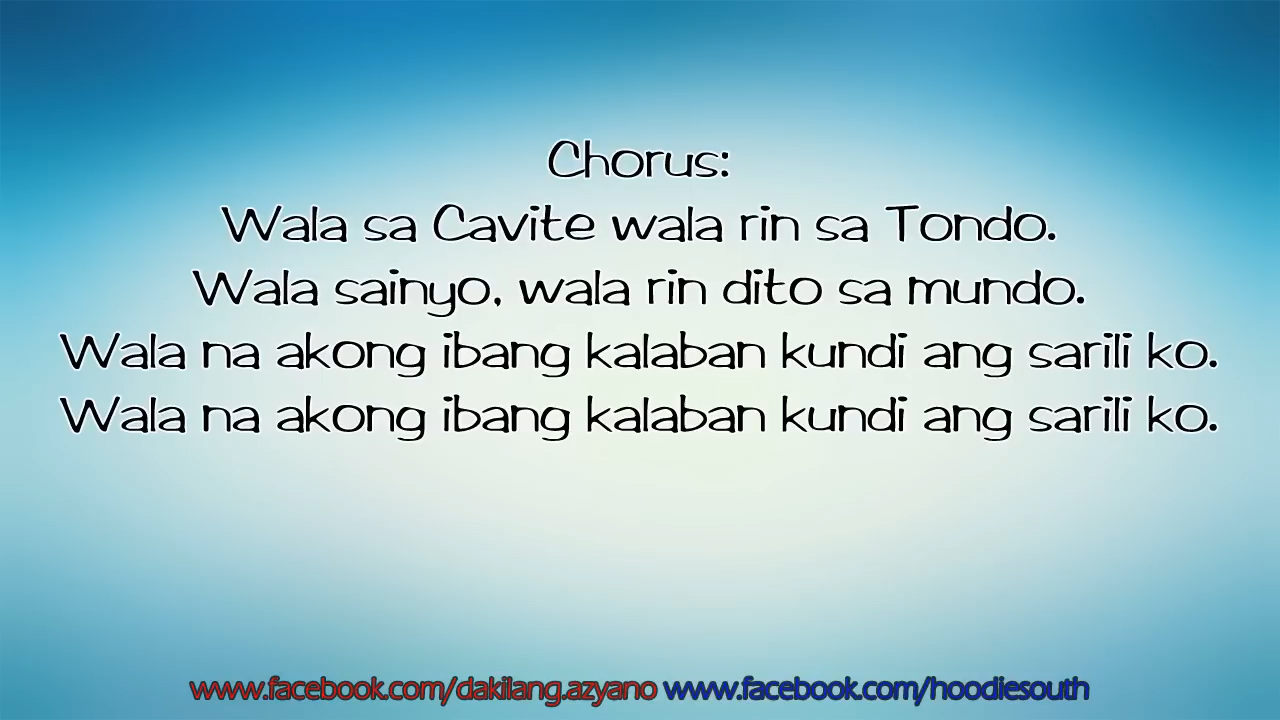 Chorus:
Wala sa Cavite wala rin sa Tondo.
Wala sainyo, wala rin dito sa mundo.
Wala na akong ibang kalaban kundi ang sarili ko.
Wala na akong ibang kalaban kundi ang sarili ko.
www.facebook.com/dakilang.azyano www.facebook.com/hoodiesouth